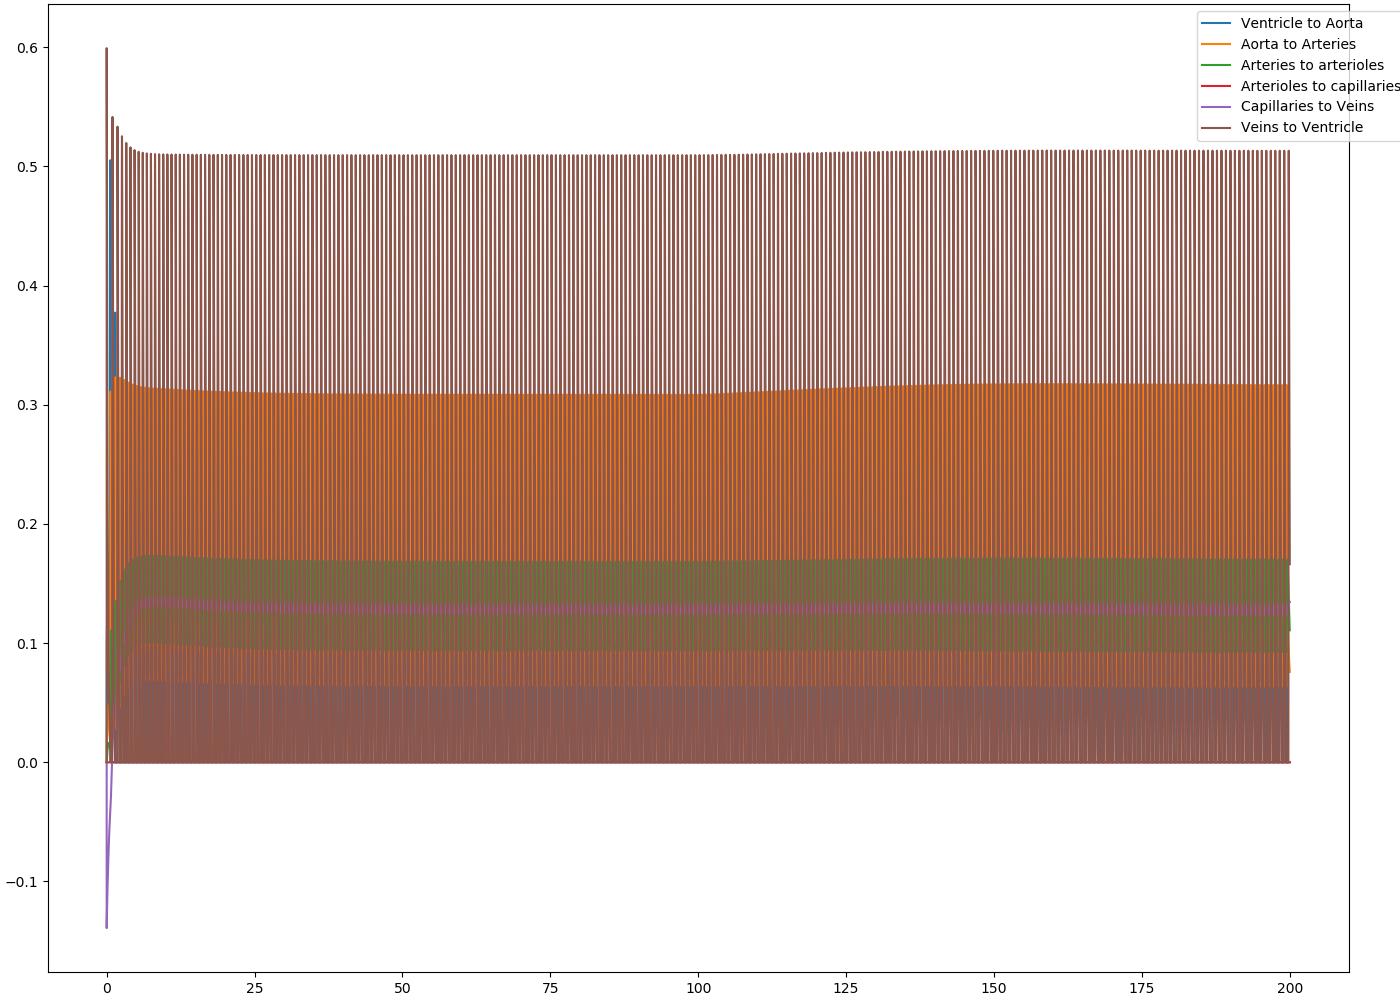 Ventricle to Aorta
Aorta to Arteries
Arteries to arterioles
Arterioles to capillaries
Capillaries to Veins
Veins to Ventricle
0.6
0.5
0.4
0.3
0.2
0.1
0.0
−0.1
0 25 50 75 100 125 150 175 200